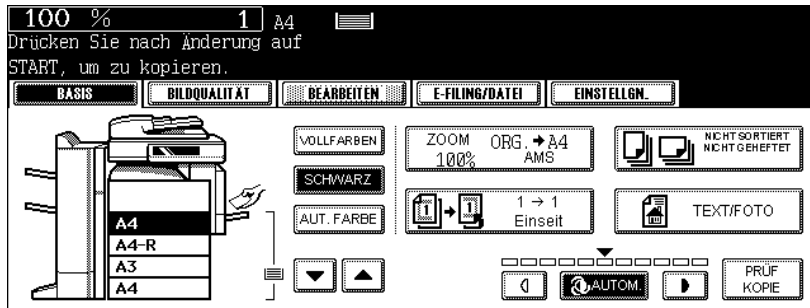 100 % 1 A4
Drücken Sie nach Änderung auf
START, um zu kopieren.
BASIS BILDQUALITÄT BEARBEITEN E-FILING/DATEI EINSTELLGN.
VOLLFARBEN
SCHWARZ
AUT. FARBE
ZOOM ORG. → A4
100% AMS
NICHT SORTIERT
NICHT GEHEFTET
1 → 1
Einseit
TEXT/FOTO
A4
A4-R
A3
A4
AUTOM.
PRÜF
KOPIE